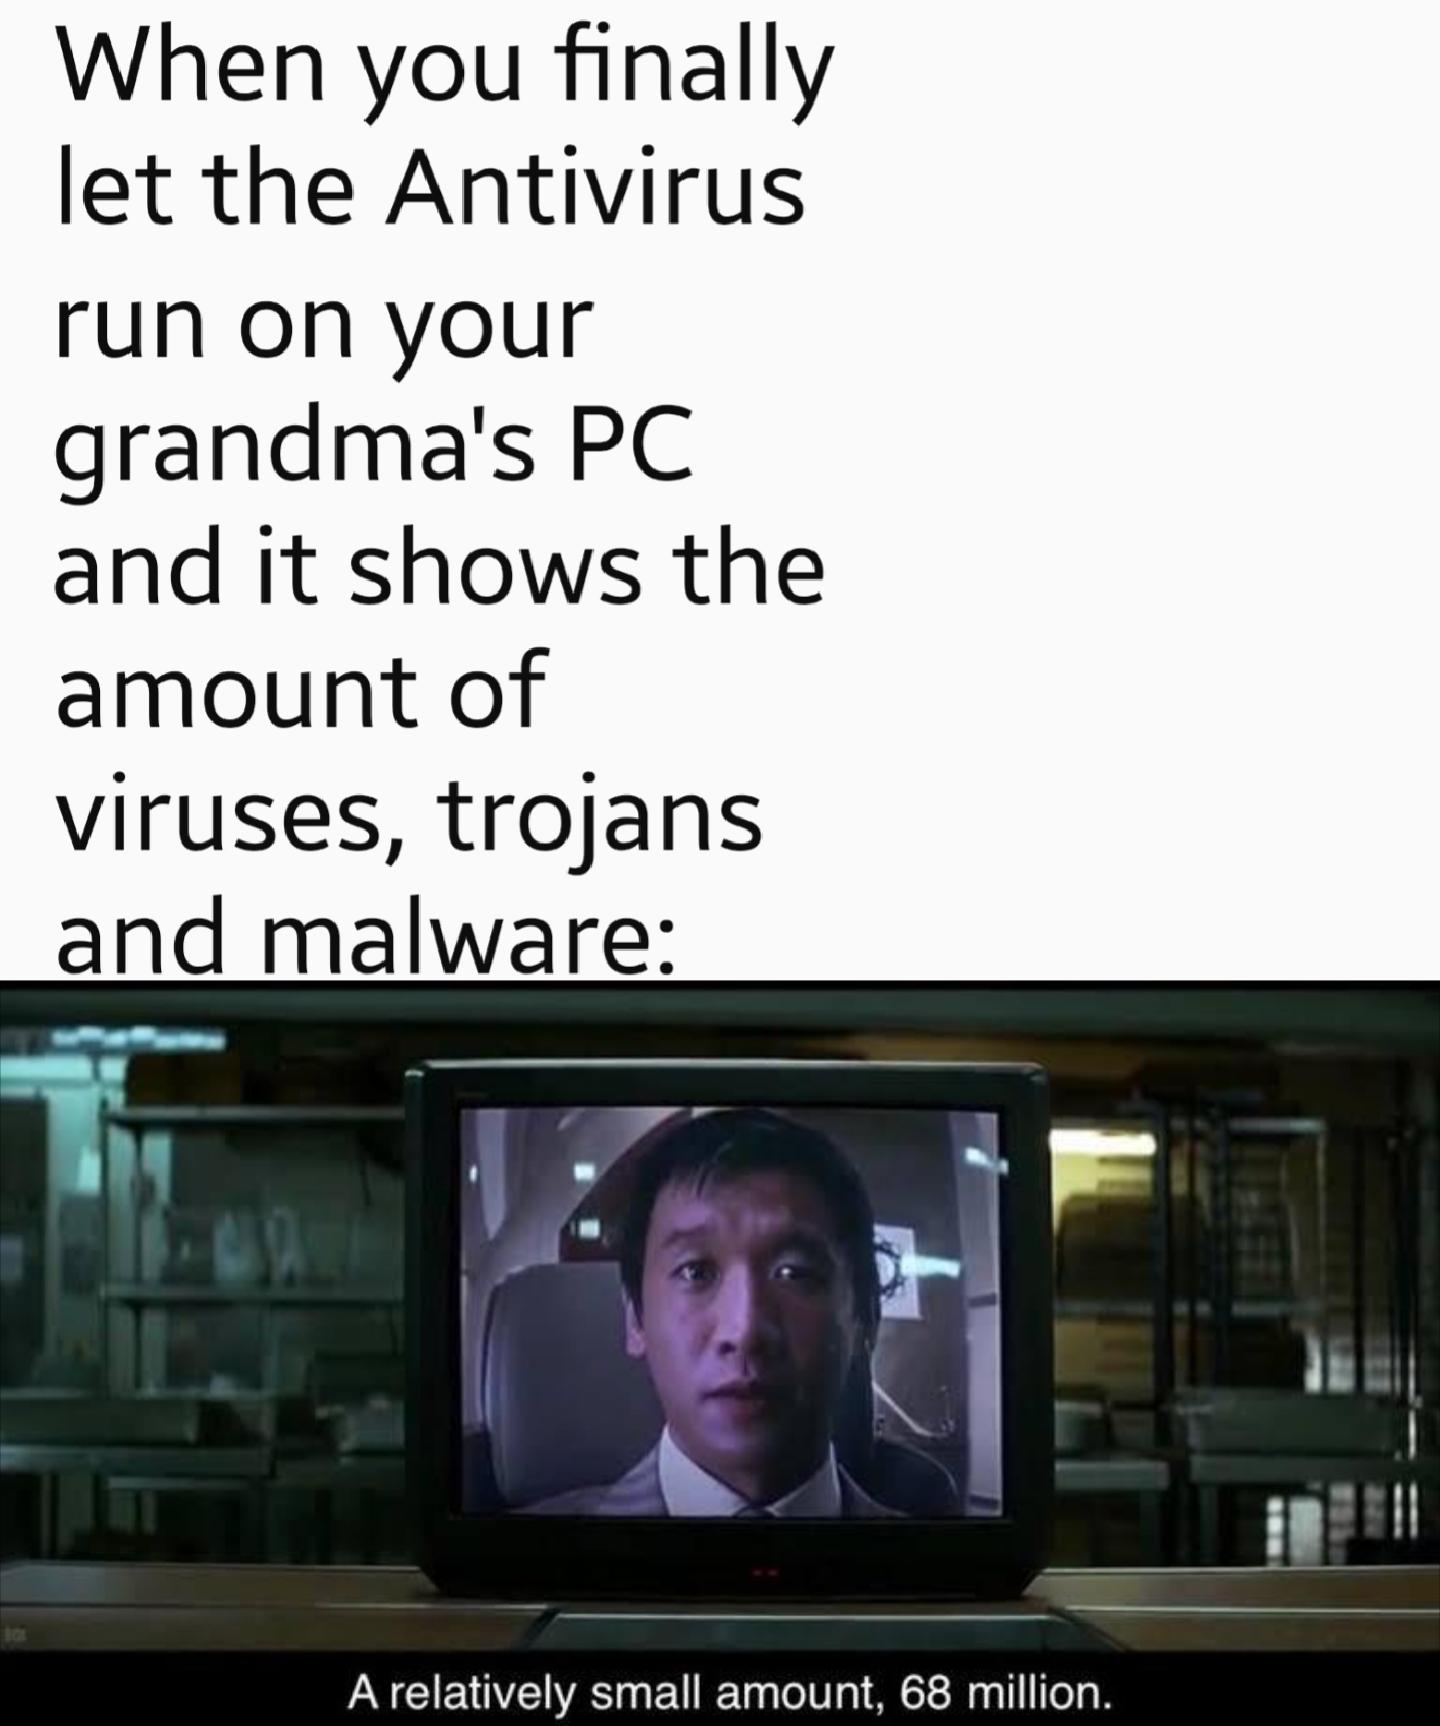 When you finally
let the Antivirus
run on your
grandma's PC
and it shows the
amount of
viruses, trojans
and malware:
A relatively small amount, 68 million.